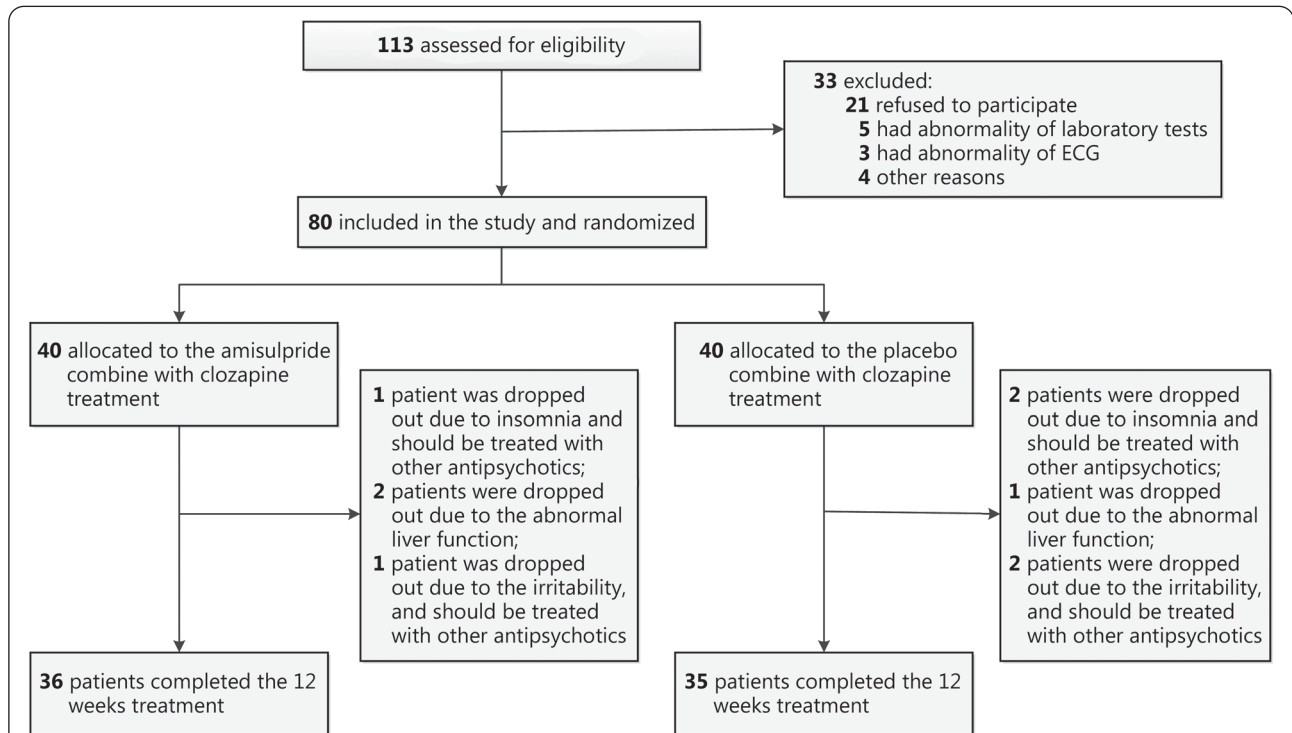 113 assessed for eligibility
33 excluded:
21 refused to participate
5 had abnormality of laboratory tests
3 had abnormality of ECG
4 other reasons
80 included in the study and randomized
40 allocated to the amisulpride
combine with clozapine
treatment
1 patient was dropped
out due to insomnia and
should be treated with
other antipsychotics;
2 patients were dropped
out due to the abnormal
liver function;
1 patient was dropped
out due to the irritability,
and should be treated
with other antipsychotics
36 patients completed the 12
weeks treatment
40 allocated to the placebo
combine with clozapine
treatment
2 patients were dropped
out due to insomnia and
should be treated with
other antipsychotics;
1 patient was dropped
out due to the abnormal
liver function;
2 patients were dropped
out due to the irritability,
and should be treated
with other antipsychotics
35 patients completed the 12
weeks treatment